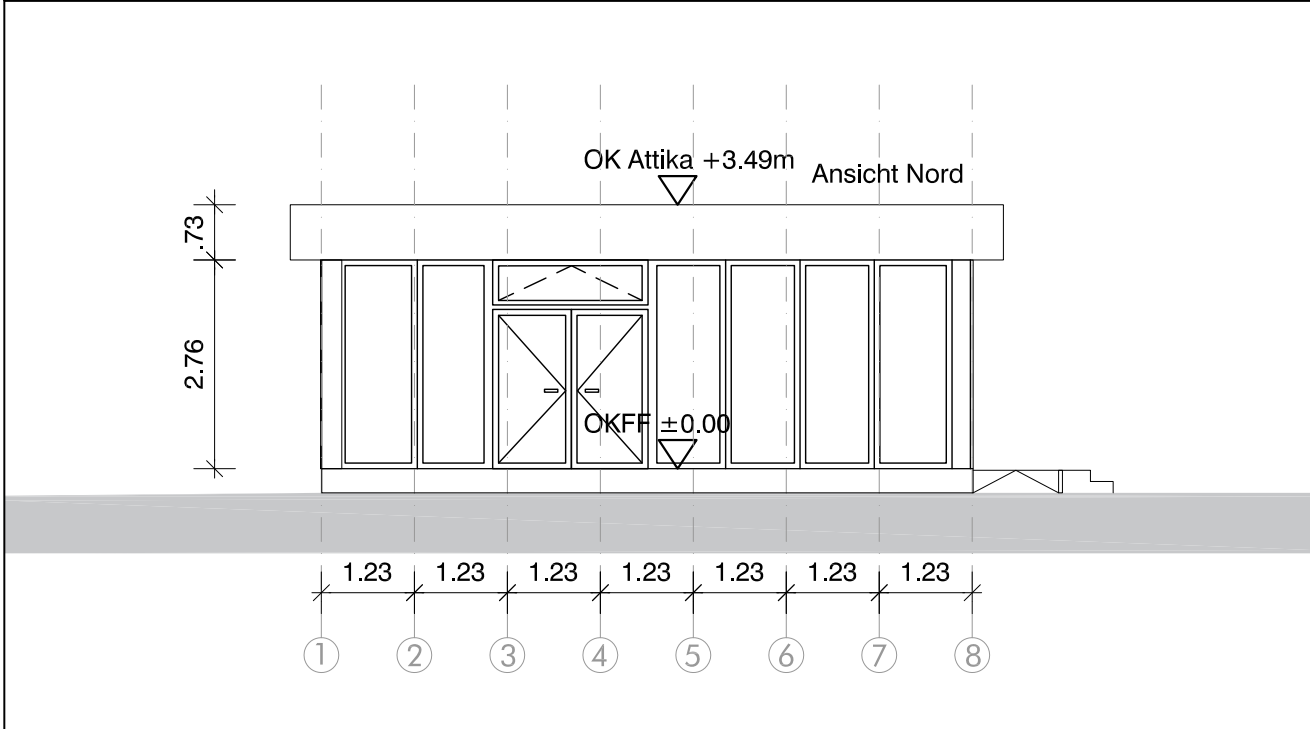 OK Attika +3.49m
Ansicht Nord
.73
2.76
OKFF ±0.00
1.23 1.23 1.23 1.23 1.23 1.23 1.23
1 2 3 4 5 6 7 8